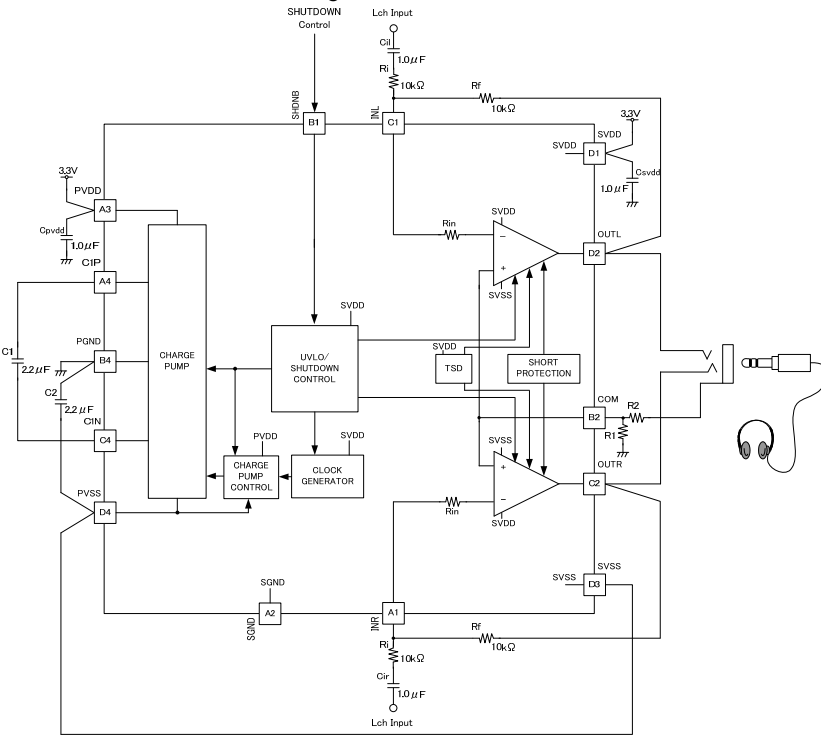 SHUTDOWN
Control
Lch Input
Cil
1.0μF
Ri
10kΩ
Rf
10kΩ
SHDNB
B1
INL
C1
3.3V
SVDD
SVDD
D1
Csvdd
1.0μF
3.3V
PVDD
A3
Cpvdd
1.0μF
C1P
A4
Rin
SVDD
−
+
SVSS
OUTL
D2
PGND
B4
C1
2.2μF
C2
2.2μF
C1N
C4
CHARGE
PUMP
SVDD
UVLO/
SHUTDOWN
CONTROL
SVDD
TSD
SHORT
PROTECTION
COM
B2
R2
R1
PVDD
CHARGE
PUMP
CONTROL
SVDD
CLOCK
GENERATOR
SVSS
+
−
SVDD
Rin
OUTR
C2
PVSS
D4
SVSS
SVSS
D3
SGND
A2
SGND
INR
A1
Rf
10kΩ
Ri
10kΩ
Cir
1.0μF
Lch Input